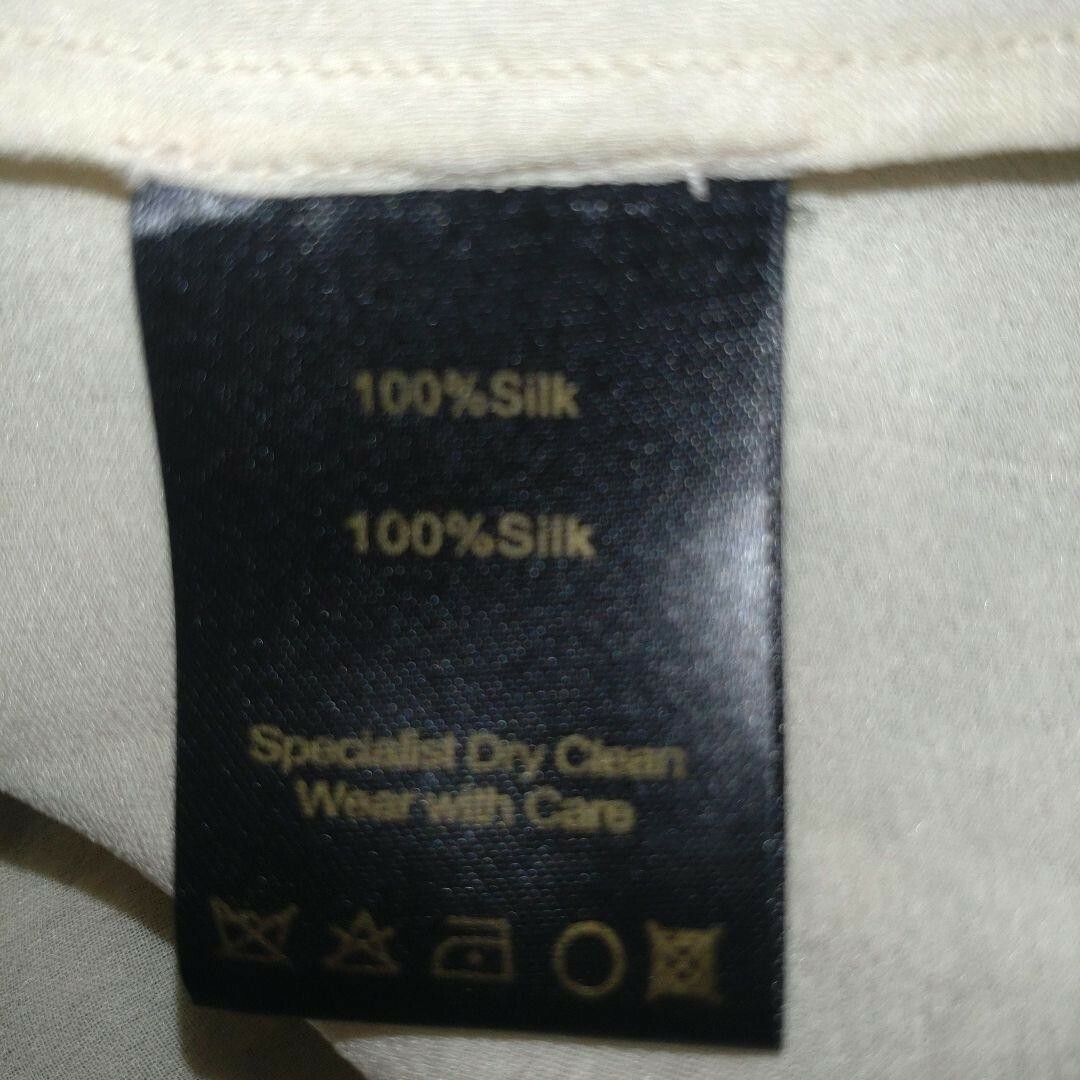 100%Silk
100%Silk
Specialist Dry Clean
Wear with Care